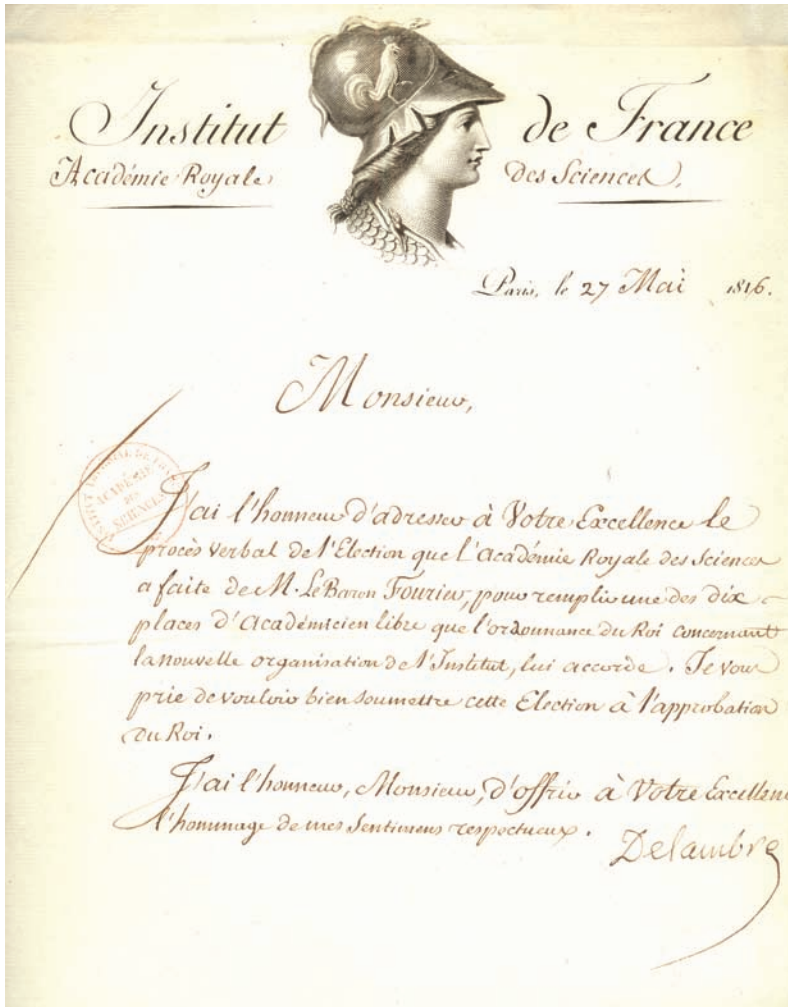 Institut de France
Académie Royale des Sciences.
Paris, le 27 Mai 1816.
Monsieur,
ACADÉMIE
DES
SCIENCES
J'ai l'honneur d'adresser à Votre Excellence le
procès verbal de l'Election que l'Académie Royale des Sciences
a faite de M. Le Baron Fourier, pour remplir une des dix
places d'Académicien libre que l'ordonnance du Roi concernant
la nouvelle organisation de l'Institut, lui accorde. Je vous
prie de vouloir bien soumettre cette Election à l'approbation
du Roi.
J'ai l'honneur, Monsieur, d'offrir à Votre Excellenc
l'hommage de mes Sentimens respectueux.
Delambre